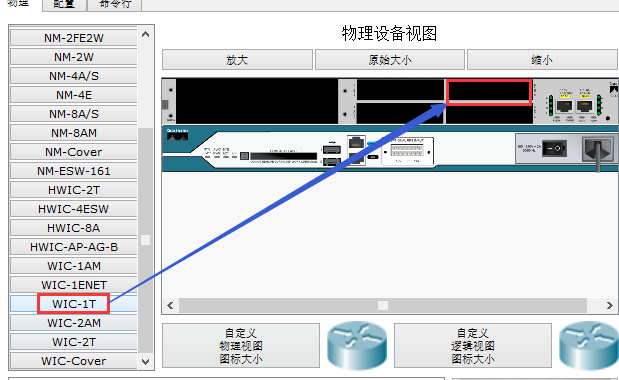 物理 配置 命令行
物理设备视图
NM-2FE2W
NM-2W
NM-4A/S
NM-4E
NM-8A/S
NM-8AM
NM-Cover
NM-ESW-161
HWIC-2T
HWIC-4ESW
HWIC-8A
HWIC-AP-AG-B
WIC-1AM
WIC-1ENET
WIC-1T
WIC-2AM
WIC-2T
WIC-Cover
放大 原始大小 缩小
自定义
物理视图
图标大小
自定义
逻辑视图
图标大小